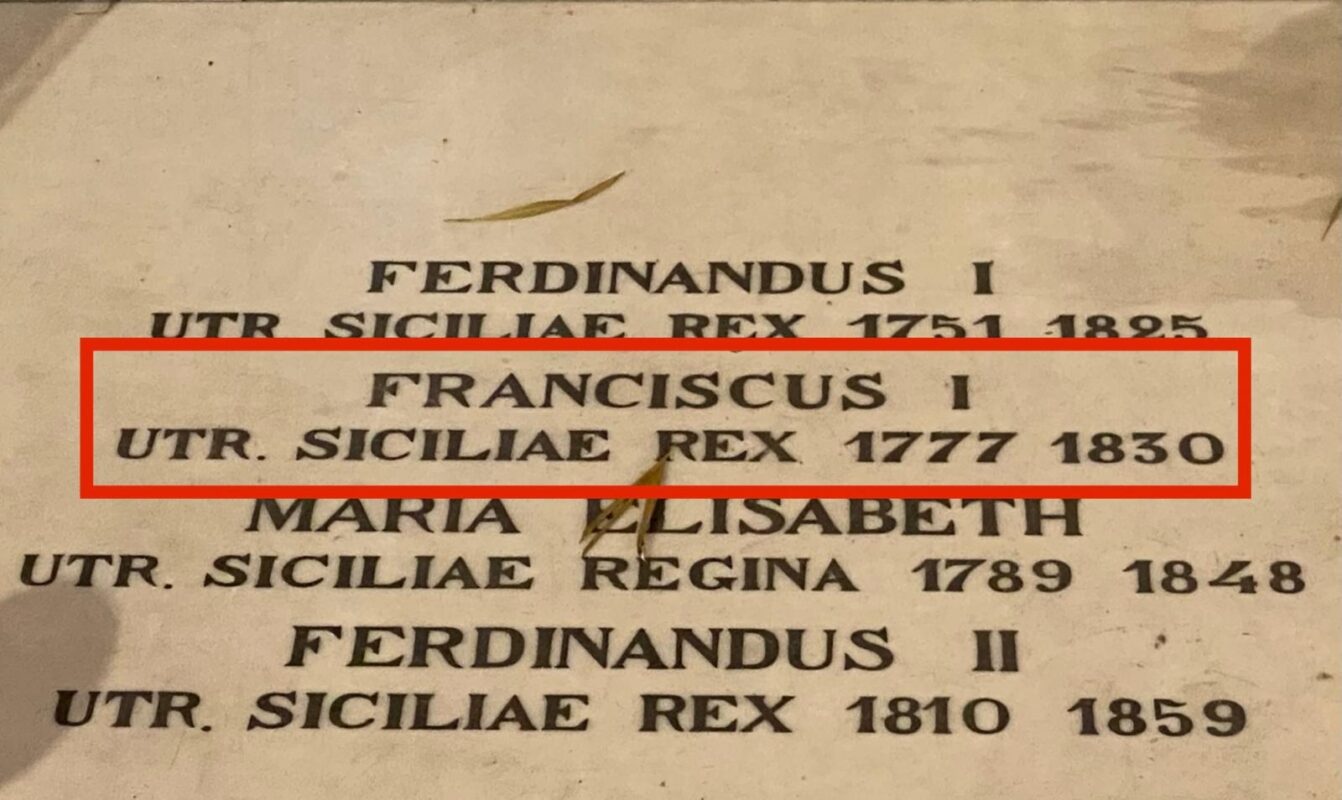 FERDINANDUS I
UTR SICILIAE REX 1751 1825
FRANCISCUS I
UTR. SICILIAE REX 1777 1830
MARIA ELISABETH
UTR. SICILIAE REGINA 1789 1848
FERDINANDUS II
UTR. SICILIAE REX 1810 1859